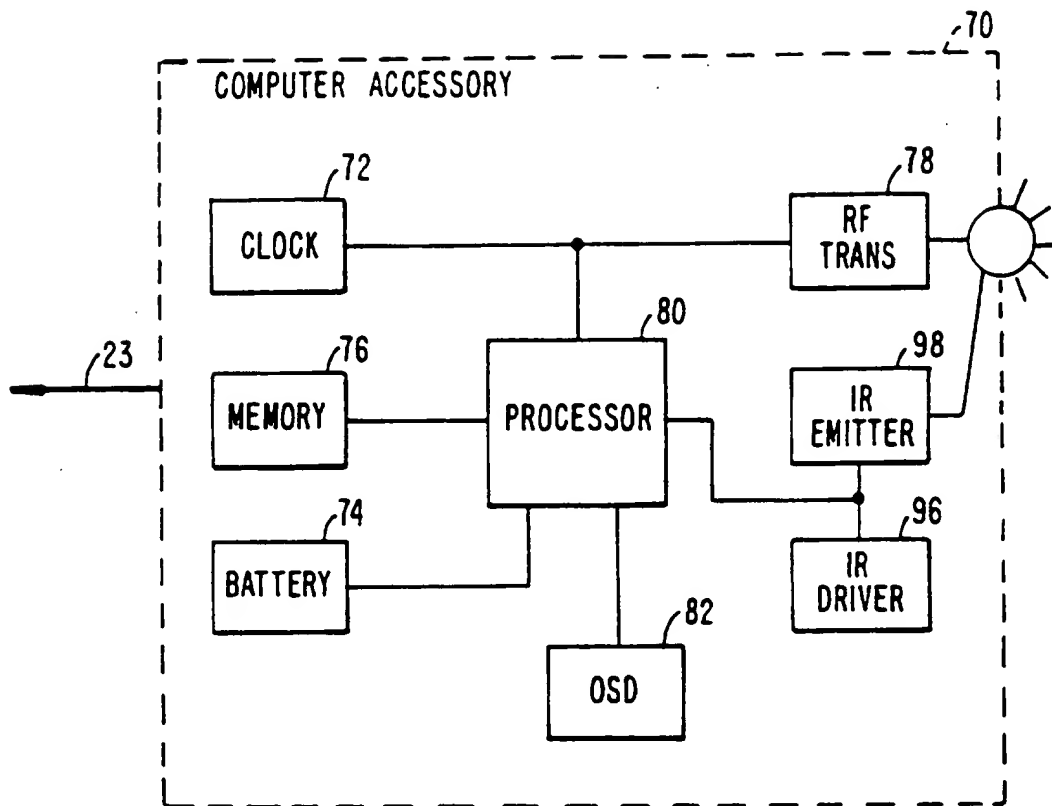 70
COMPUTER ACCESSORY
72
CLOCK
78
RF
TRANS
80
PROCESSOR
23
76
MEMORY
98
IR
EMITTER
74
BATTERY
96
IR
DRIVER
82
OSD